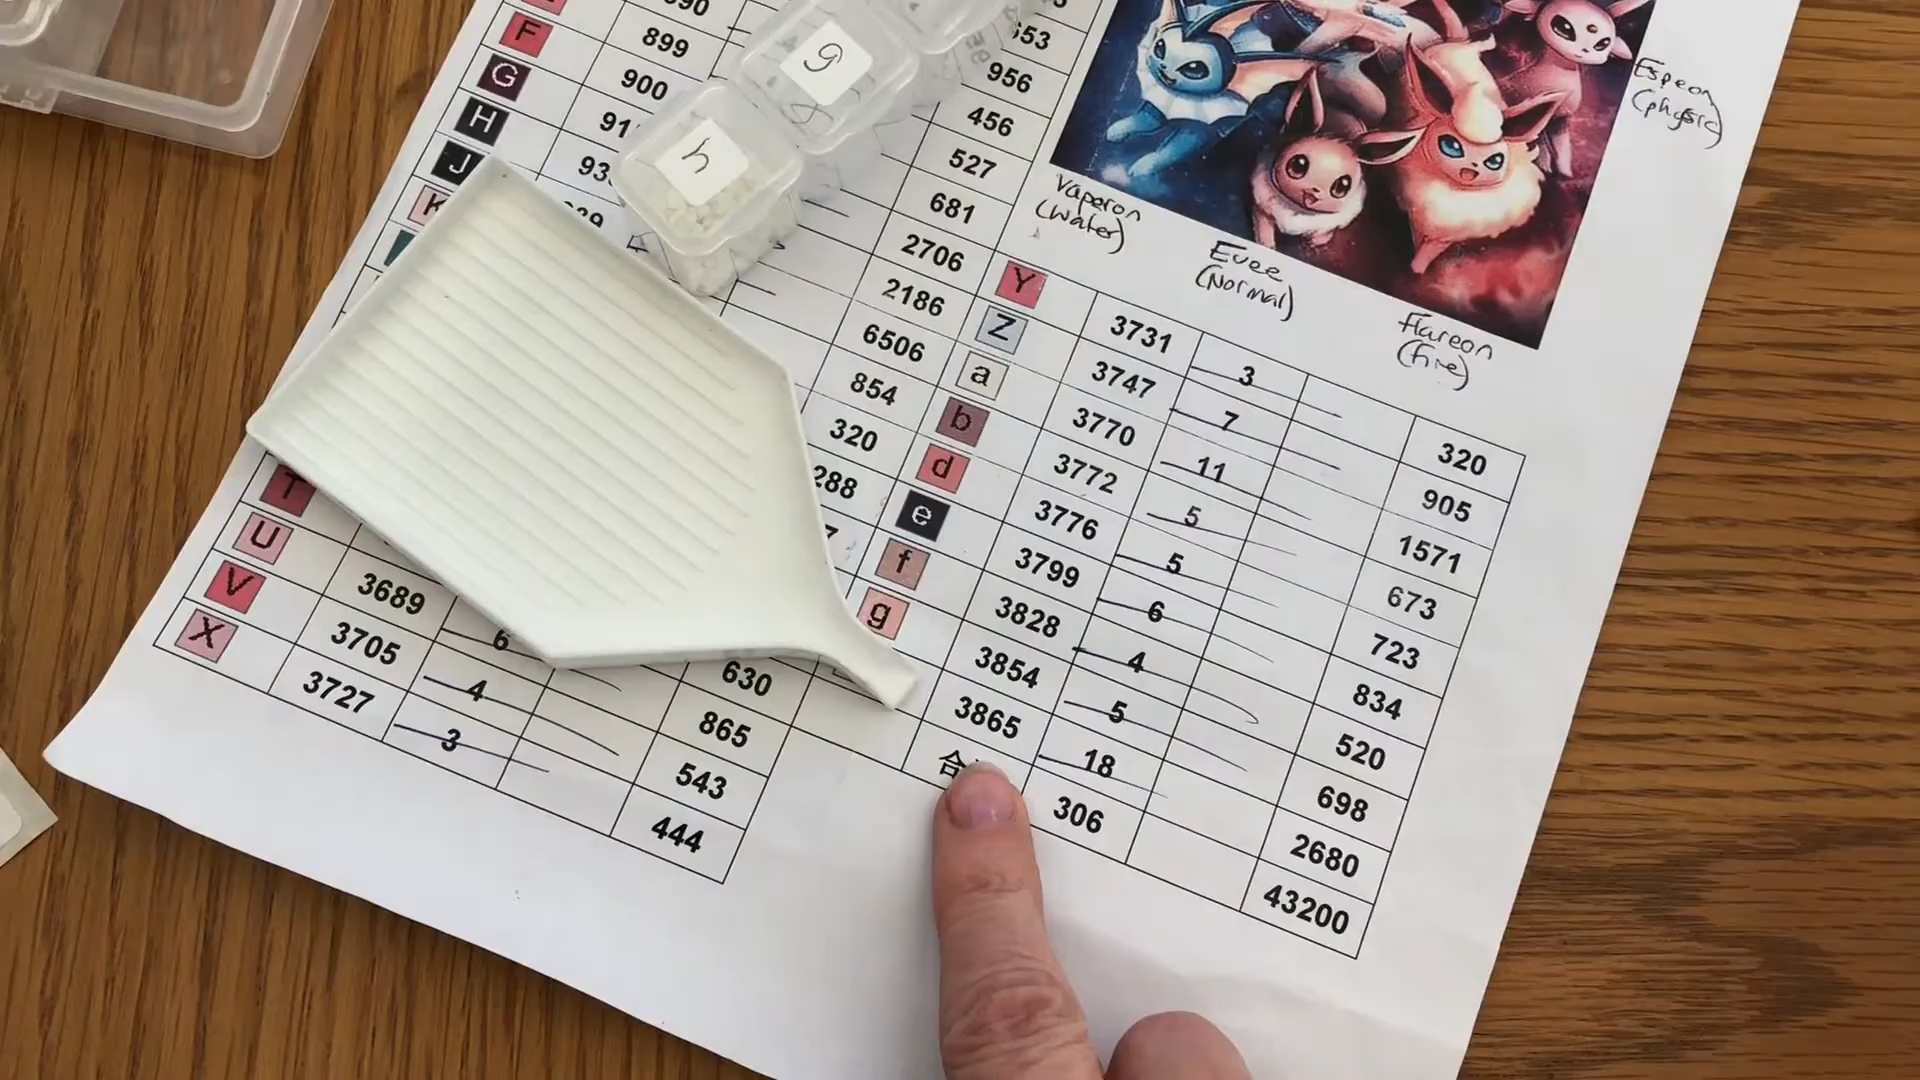 F 900
G
H
J
T 630
U 3689 6 865
V 3705 4 543
X 3727 3 444
899
956
456
527
681
2706
2186
6506
854
320
288
g
h
Espeon
(physic)
Vaperon
(water)
Evee
(Normal)
Flareon
(Fire)
Y 3731 3 320
Z 3747 7 905
a 3770 11 1571
b 3772 5 673
d 3776 5 723
e 3799 6 834
f 3828 4 520
g 3854 5 698
3865 18 2680
合 306 43200